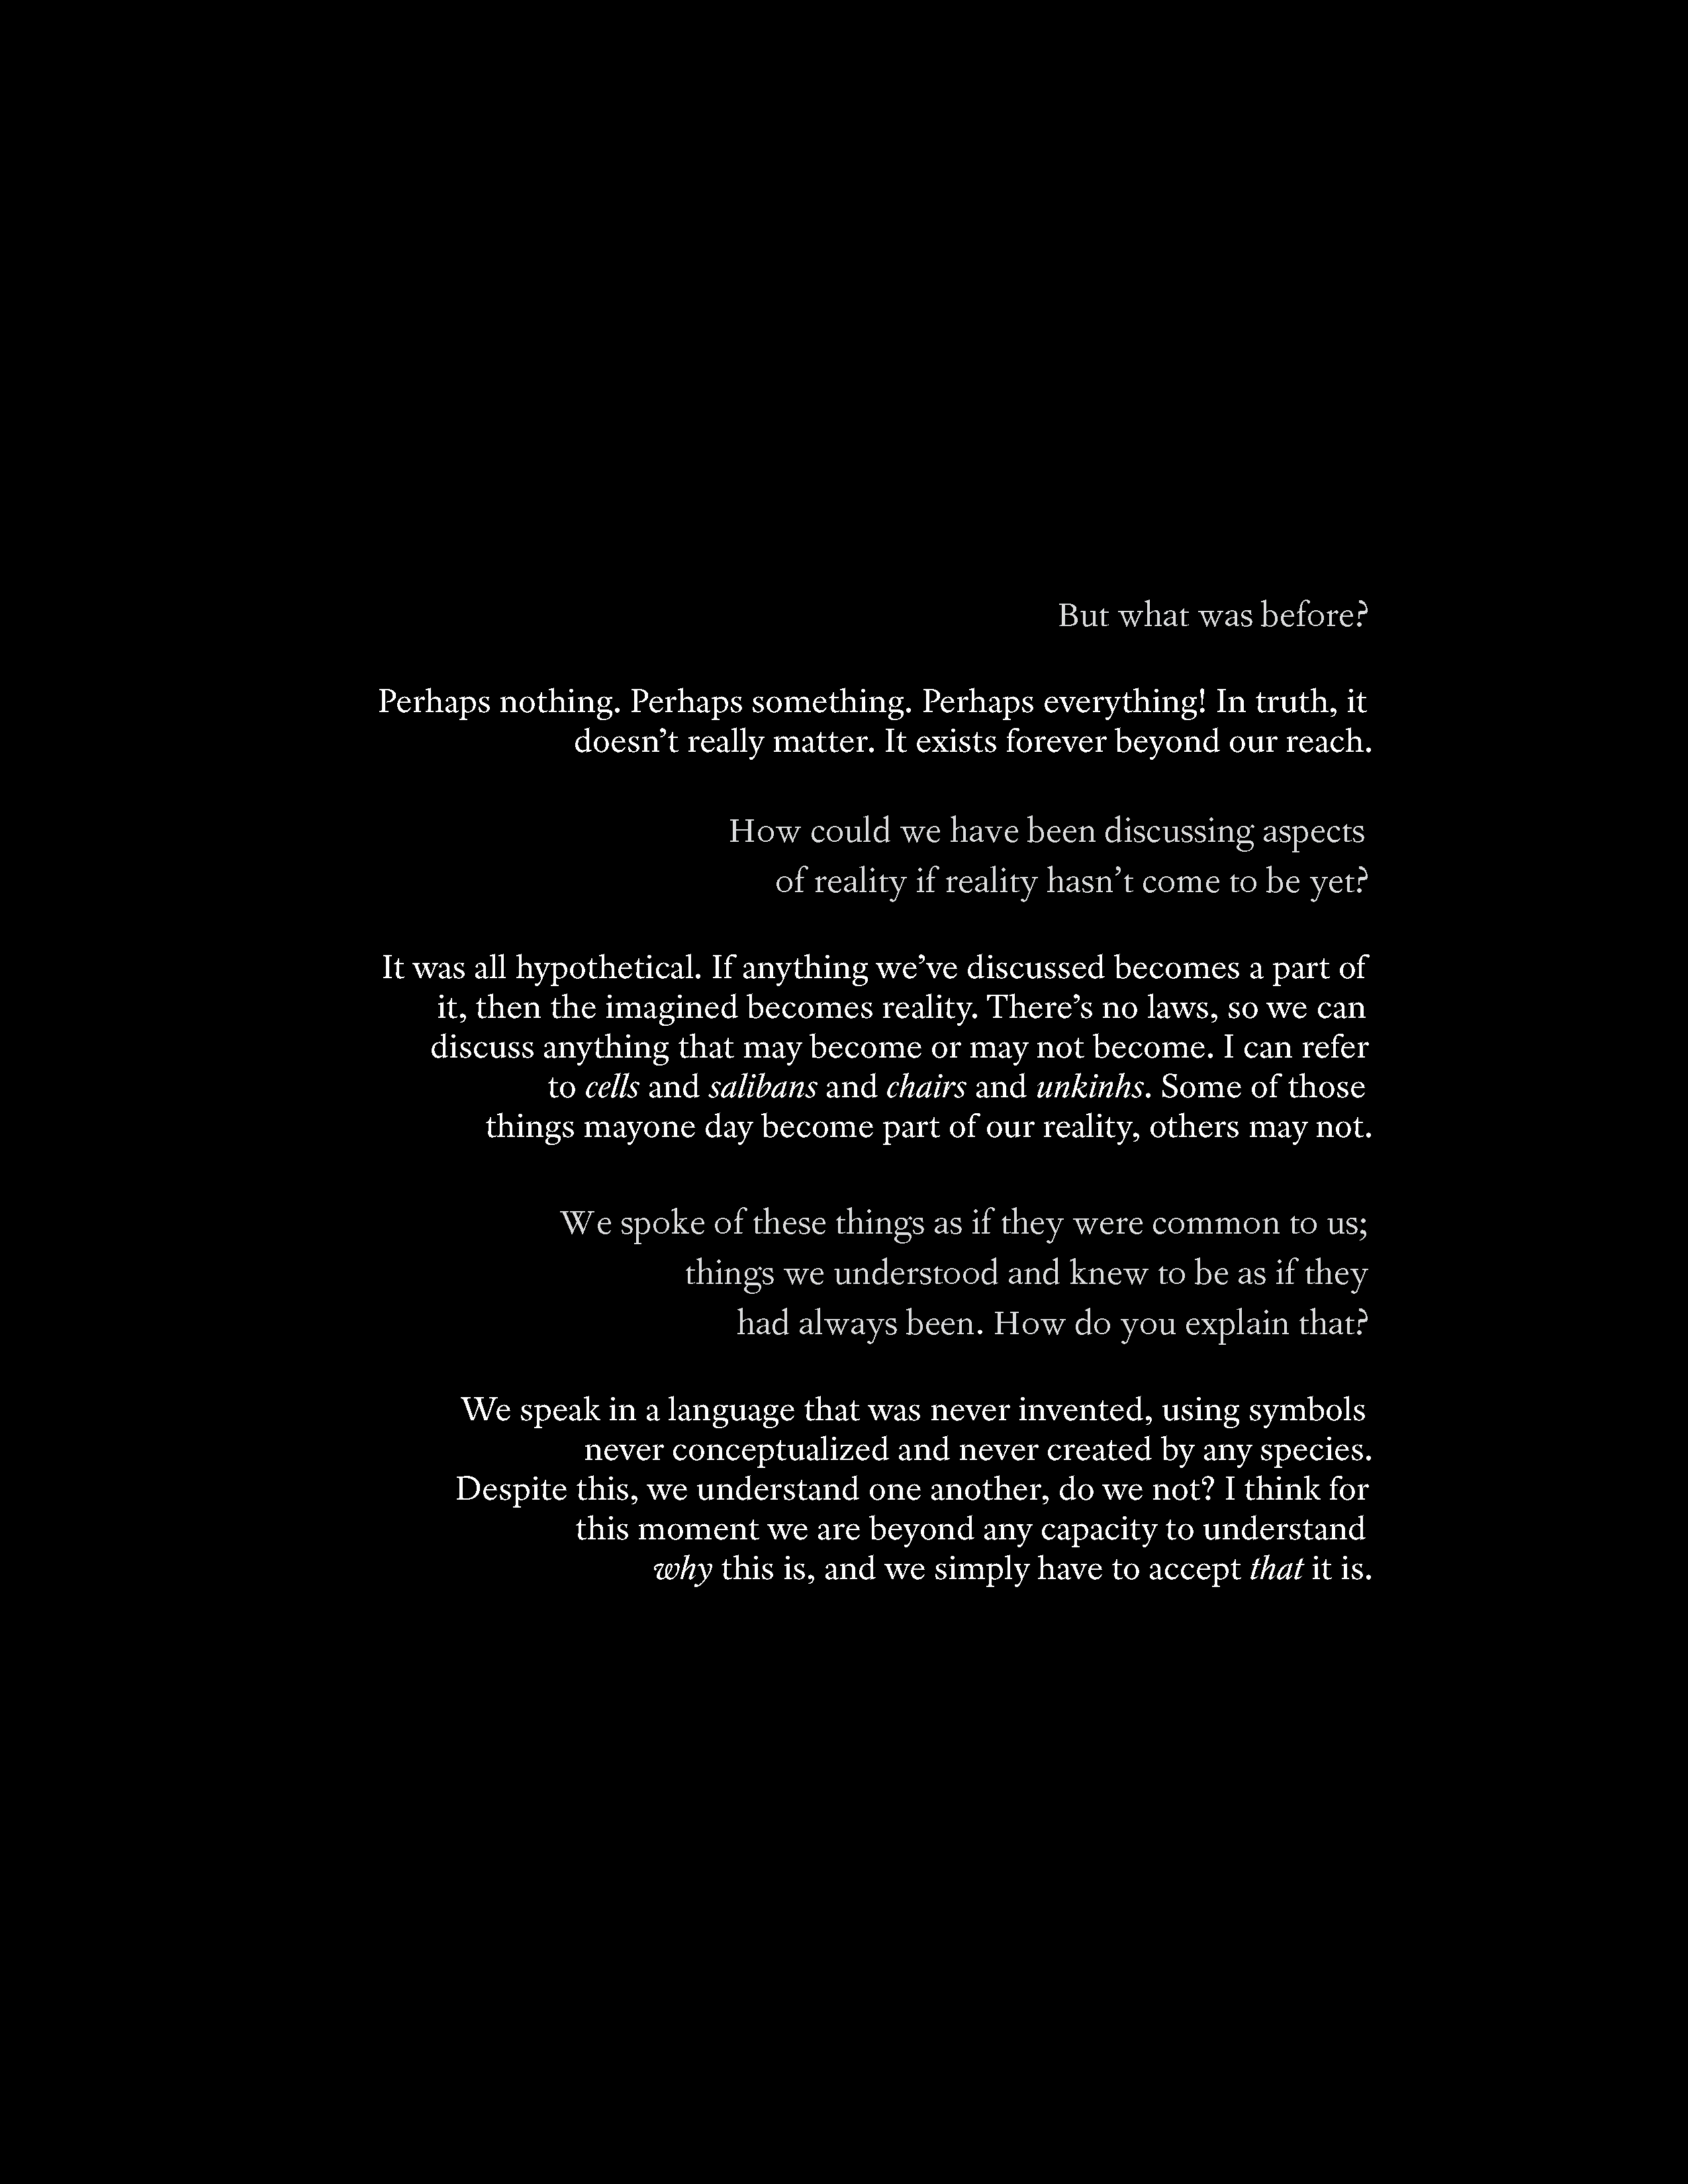 But what was before?
Perhaps nothing. Perhaps something. Perhaps everything! In truth, it
doesn’t really matter. It exists forever beyond our reach.
How could we have been discussing aspects
of reality if reality hasn’t come to be yet?
It was all hypothetical. If anything we’ve discussed becomes a part of
it, then the imagined becomes reality. There’s no laws, so we can
discuss anything that may become or may not become. I can refer
to cells and salibans and chairs and unkinhs. Some of those
things mayone day become part of our reality, others may not.
We spoke of these things as if they were common to us;
things we understood and knew to be as if they
had always been. How do you explain that?
We speak in a language that was never invented, using symbols
never conceptualized and never created by any species.
Despite this, we understand one another, do we not? I think for
this moment we are beyond any capacity to understand
why this is, and we simply have to accept that it is.